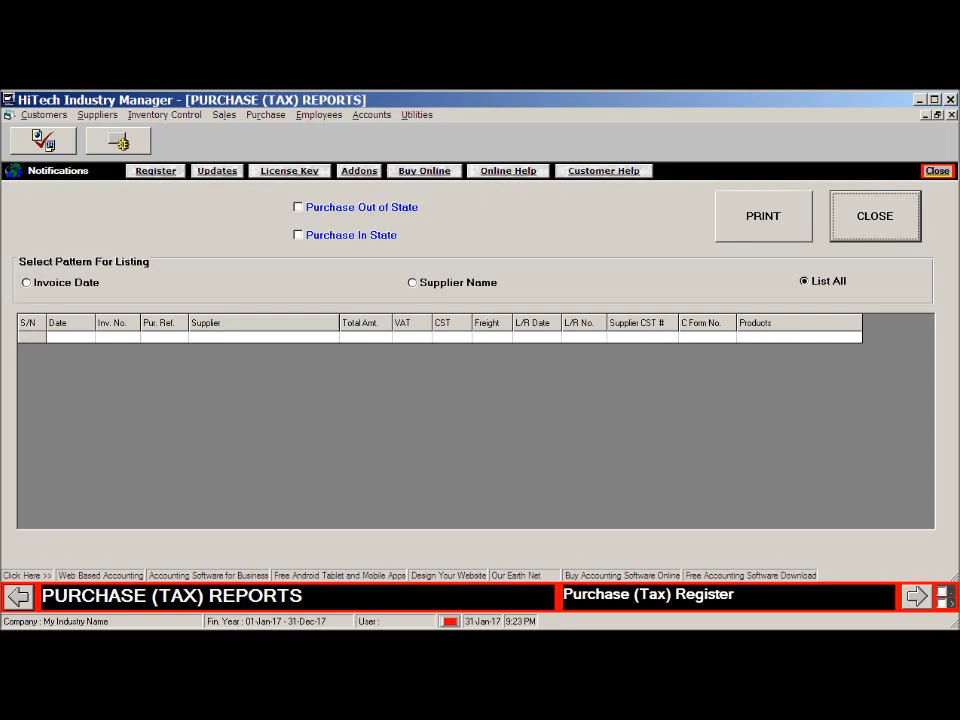 HiTech Industry Manager - [PURCHASE (TAX) REPORTS]
Customers Suppliers Inventory Control Sales Purchase Employees Accounts Utilities
Notifications Register Updates License Key Addons Buy Online Online Help Customer Help Close
Purchase Out of State
Purchase In State
PRINT CLOSE
Select Pattern For Listing
Invoice Date Supplier Name List All
S/N Date Inv. No. Pur. Ref. Supplier Total Amt. VAT CST Freight L/R Date L/R No. Supplier CST # C Form No. Products
Click Here >> Web Based Accounting Accounting Software for Business Free Android Tablet and Mobile Apps Design Your Website Our Earth Net Buy Accounting Software Online Free Accounting Software Download
PURCHASE (TAX) REPORTS Purchase (Tax) Register
Company : My Industry Name Fin. Year : 01-Jan-17 - 31-Dec-17 User : 31-Jan-17 9:23 PM